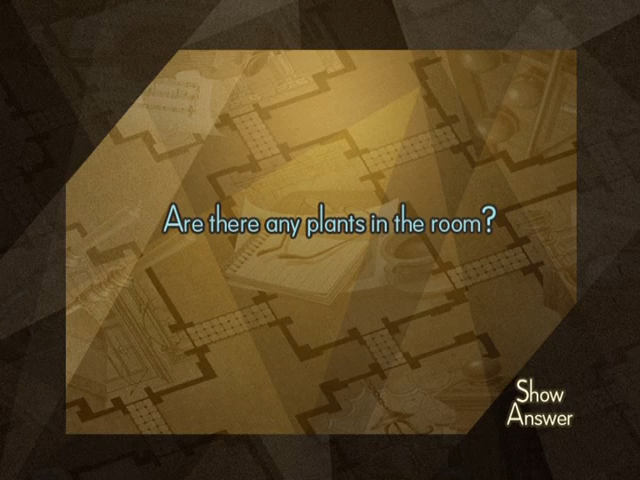 Are there any plants in the room?
Show
Answer